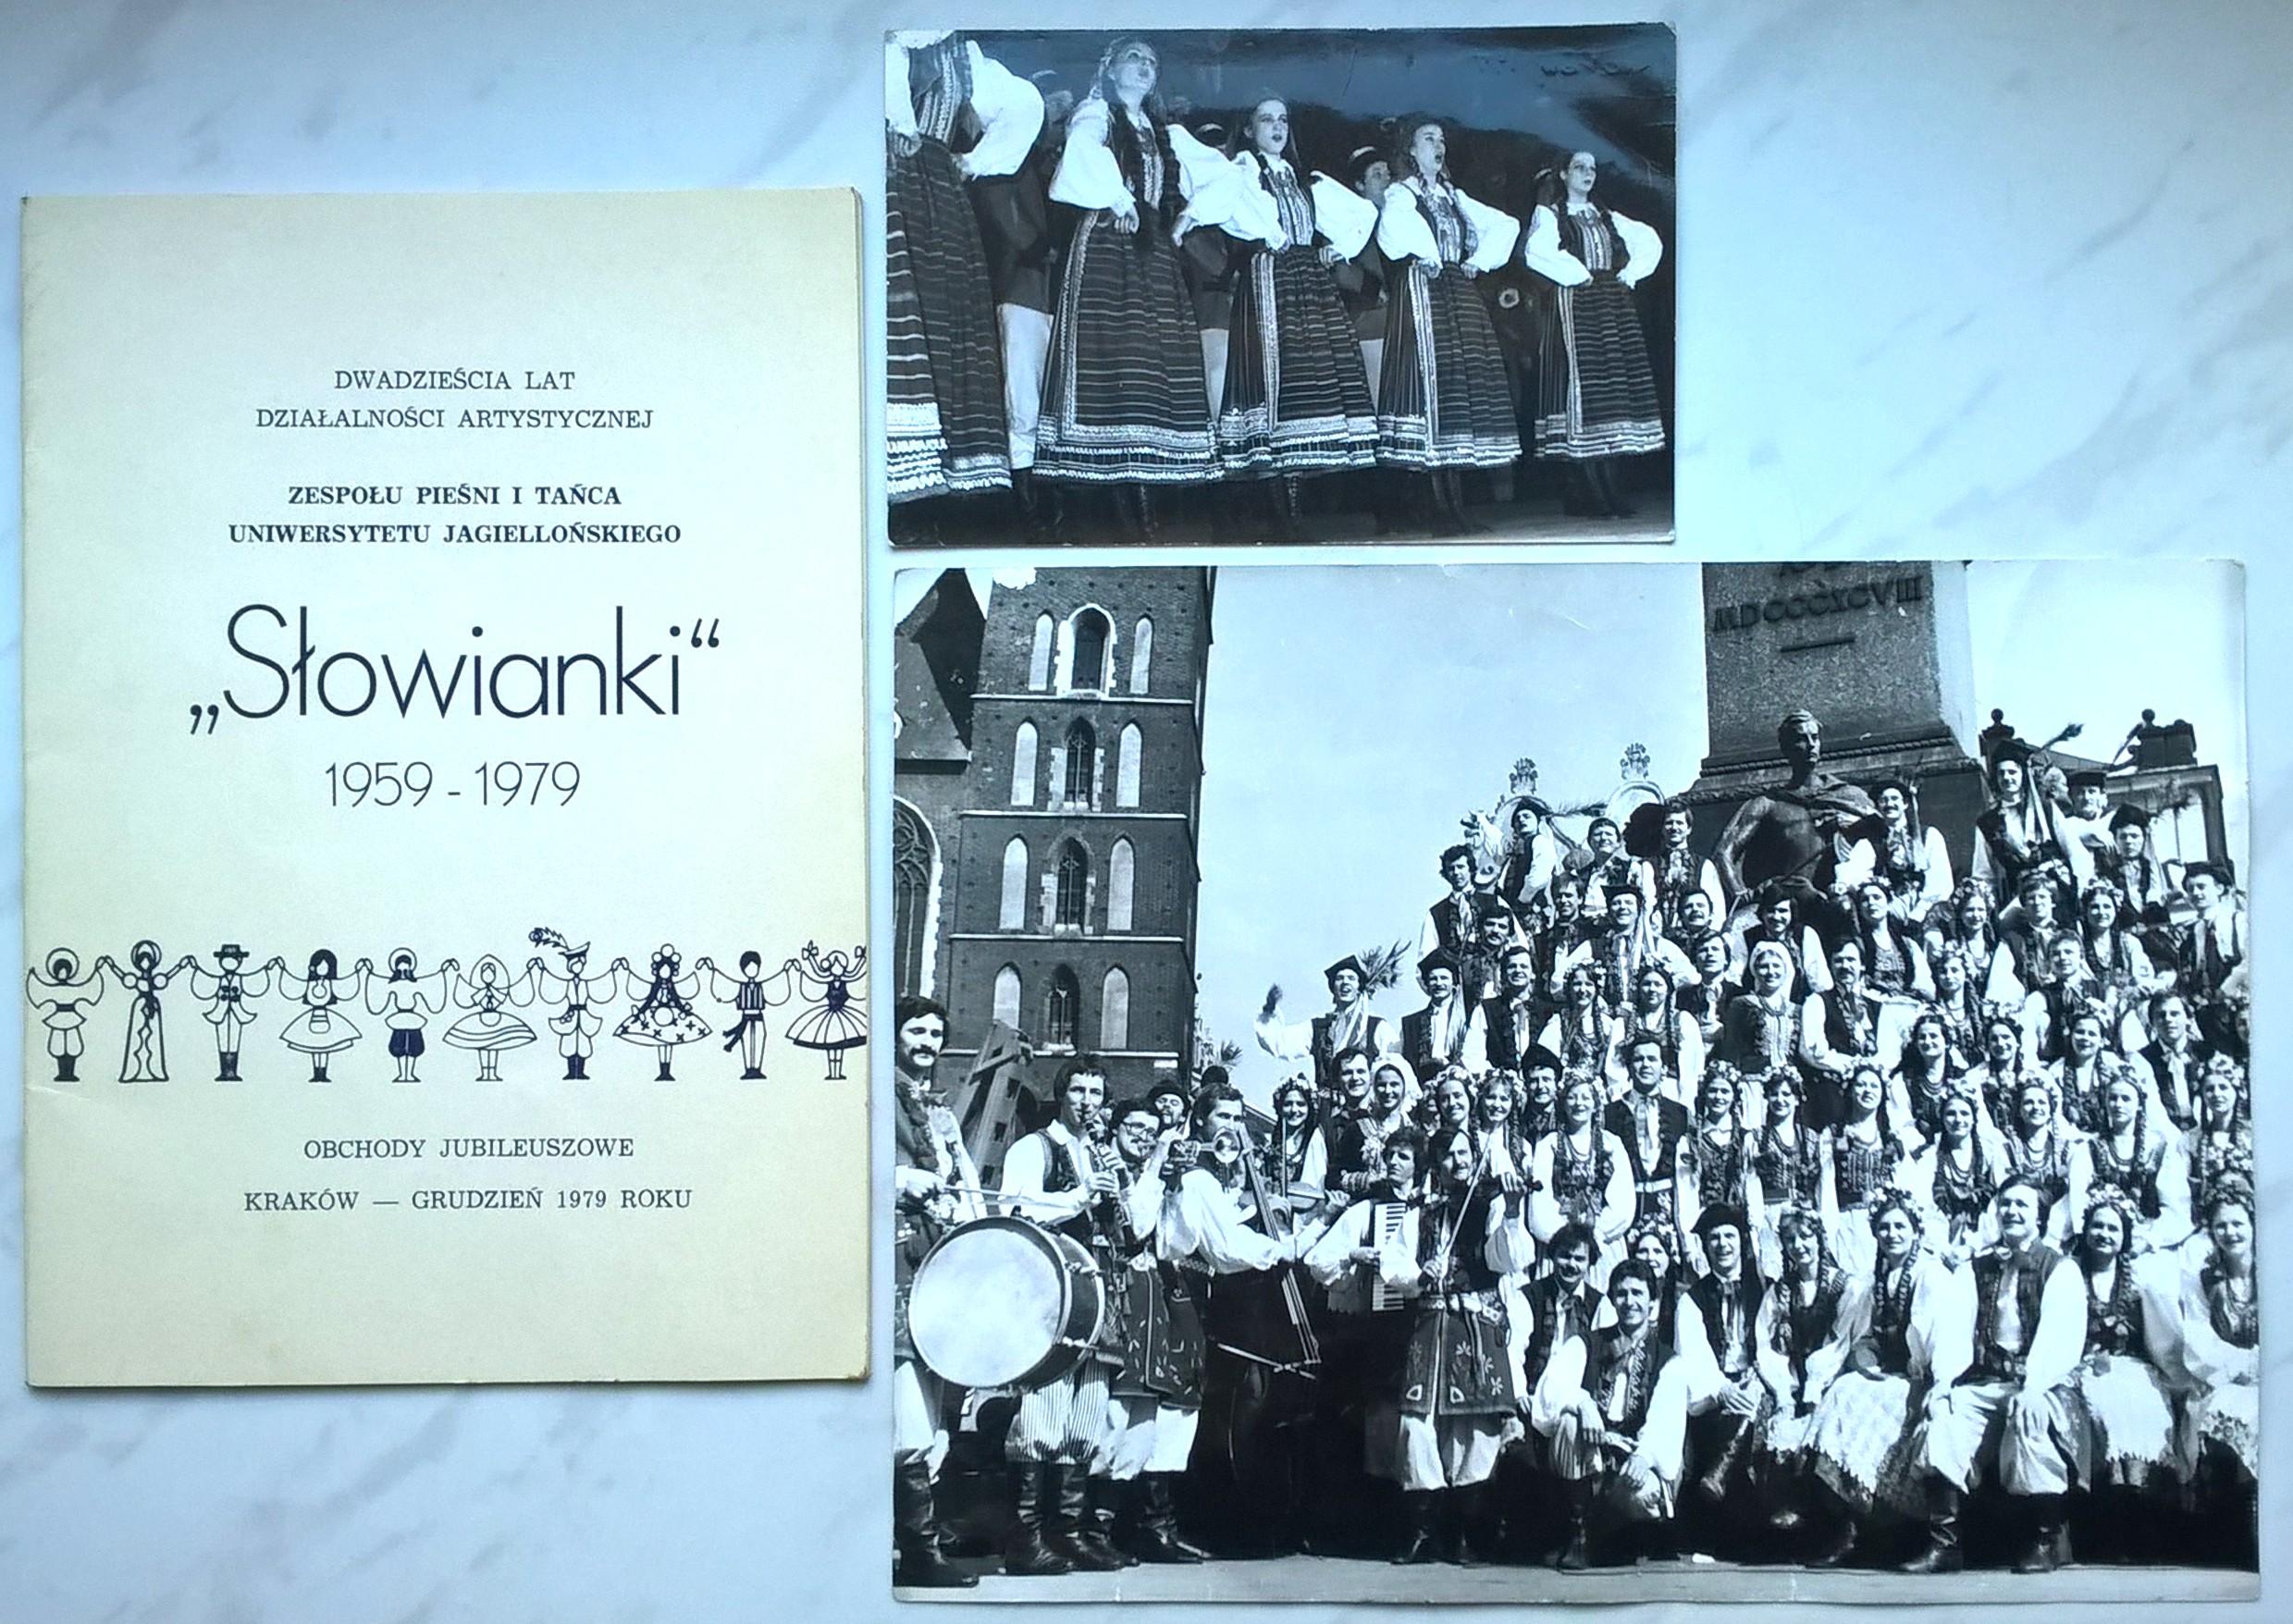 DWADZIEŚCIA LAT
DZIAŁALNOŚCI ARTYSTYCZNEJ
ZESPOŁU PIEŚNI I TAŃCA
UNIWERSYTETU JAGIELLOŃSKIEGO
„Słowianki“
1959 - 1979
OBCHODY JUBILEUSZOWE
KRAKÓW — GRUDZIEŃ 1979 ROKU
MDCCCXCVIII